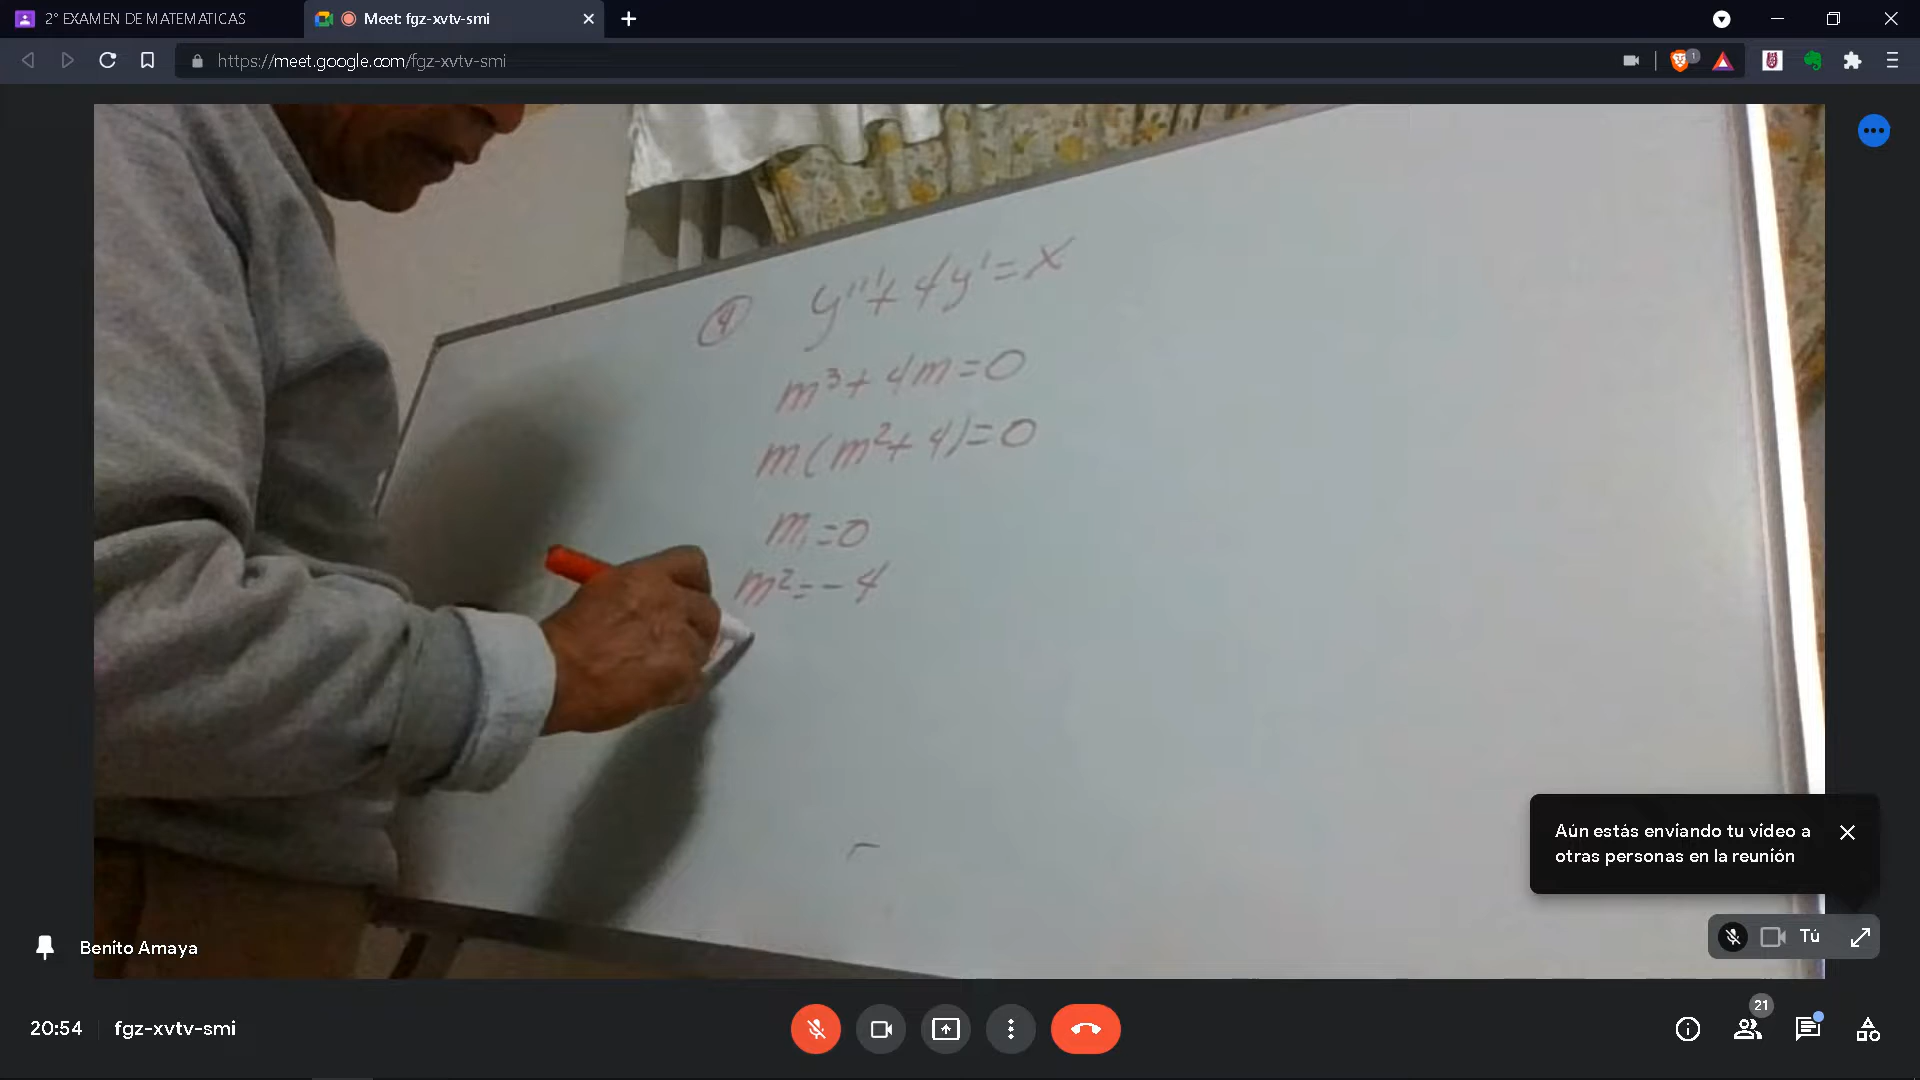 2° EXAMEN DE MATEMATICAS
Meet: fgz-xvtv-smi
https://meet.google.com/fgz-xvtv-smi
1
y'''+ 4y'=x
m³+ 4m=0
m(m²+ 4)=0
m₁=0
m²=-4
Aún estás enviando tu video a
otras personas en la reunión
Benito Amaya
Tú
20:54
fgz-xvtv-smi
21